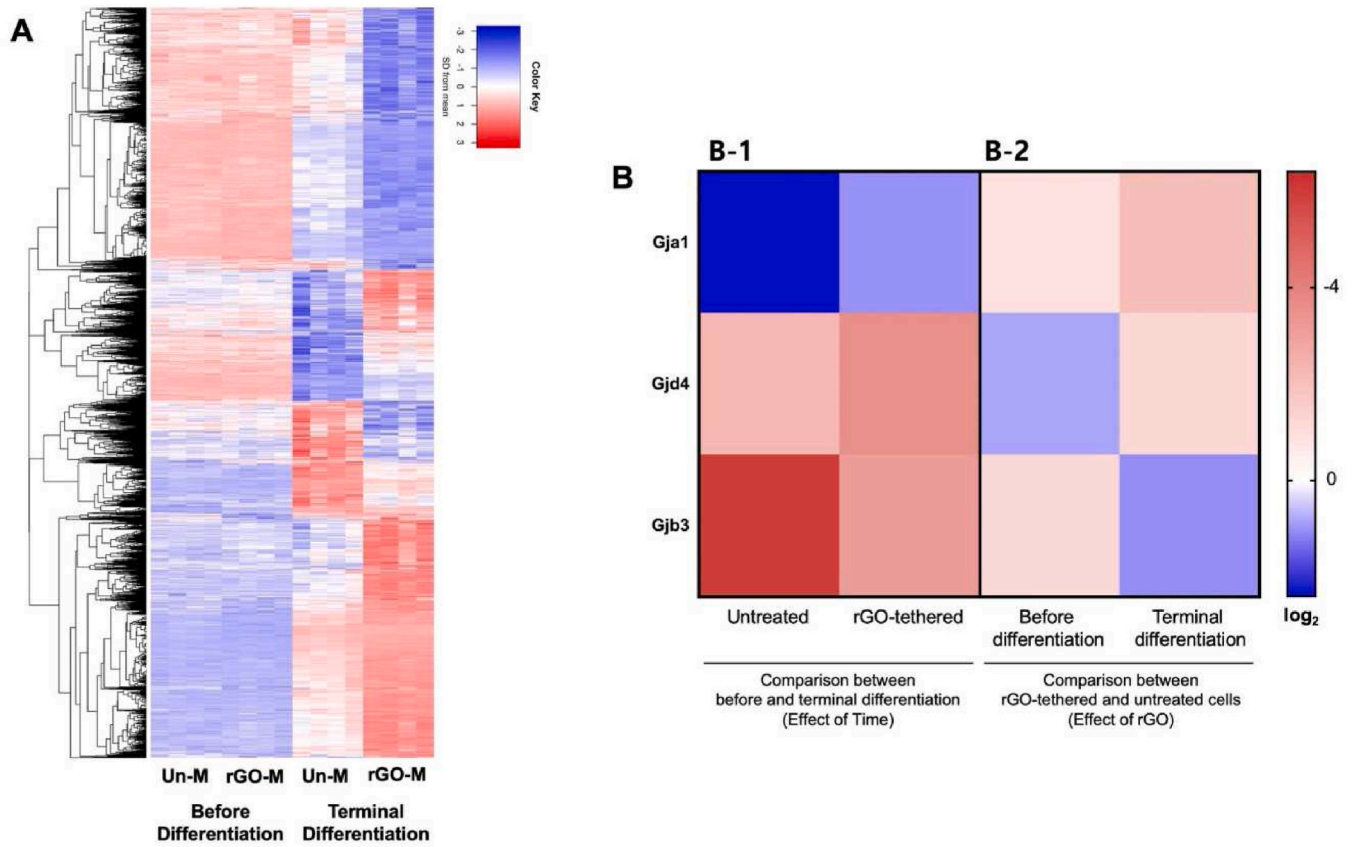 A
-3
-2
-1
0
1
2
3
SD from mean
Color Key
Un-M rGO-M Un-M rGO-M
Before Differentiation
Terminal Differentiation
B
B-1
B-2
Gja1
Gjd4
Gjb3
-4
0
log2
Untreated
rGO-tethered
Before
differentiation
Terminal
differentiation
Comparison between
before and terminal differentiation
(Effect of Time)
Comparison between
rGO-tethered and untreated cells
(Effect of rGO)